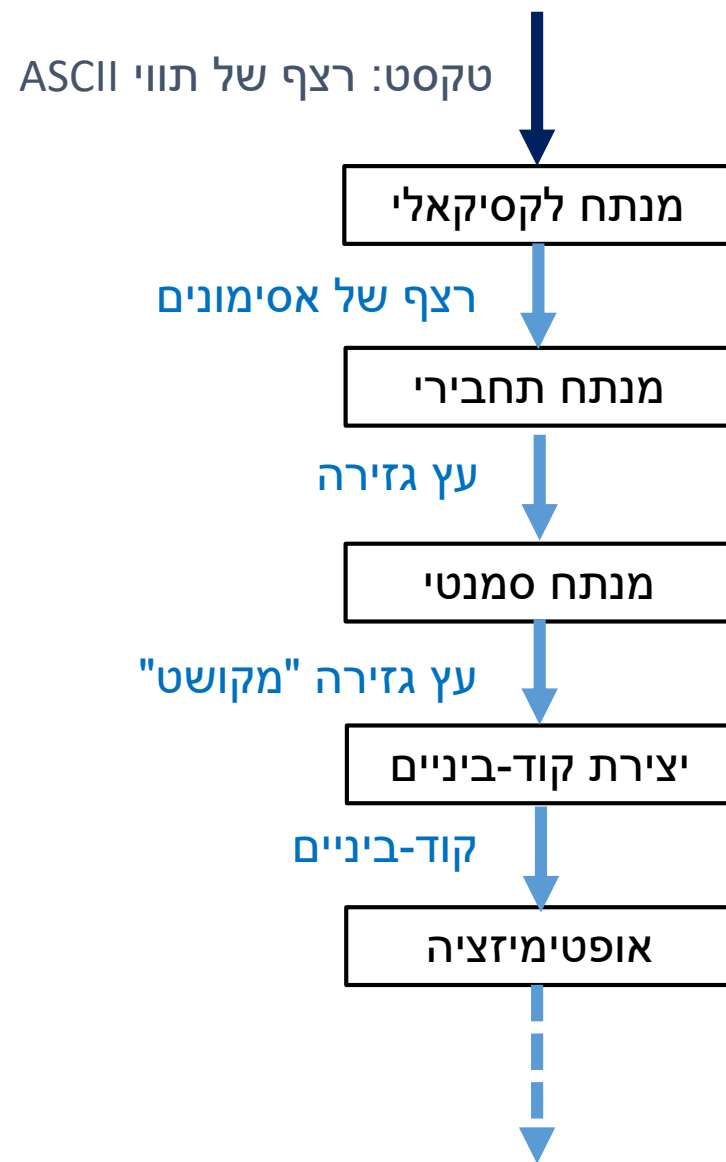 טקסט: רצף של תווי ASCII
מנתח לקסיקאלי
רצף של אסימונים
מנתח תחבירי
עץ גזירה
מנתח סמנטי
עץ גזירה "מקושט"
יצירת קוד-ביניים
קוד-ביניים
אופטימיזציה